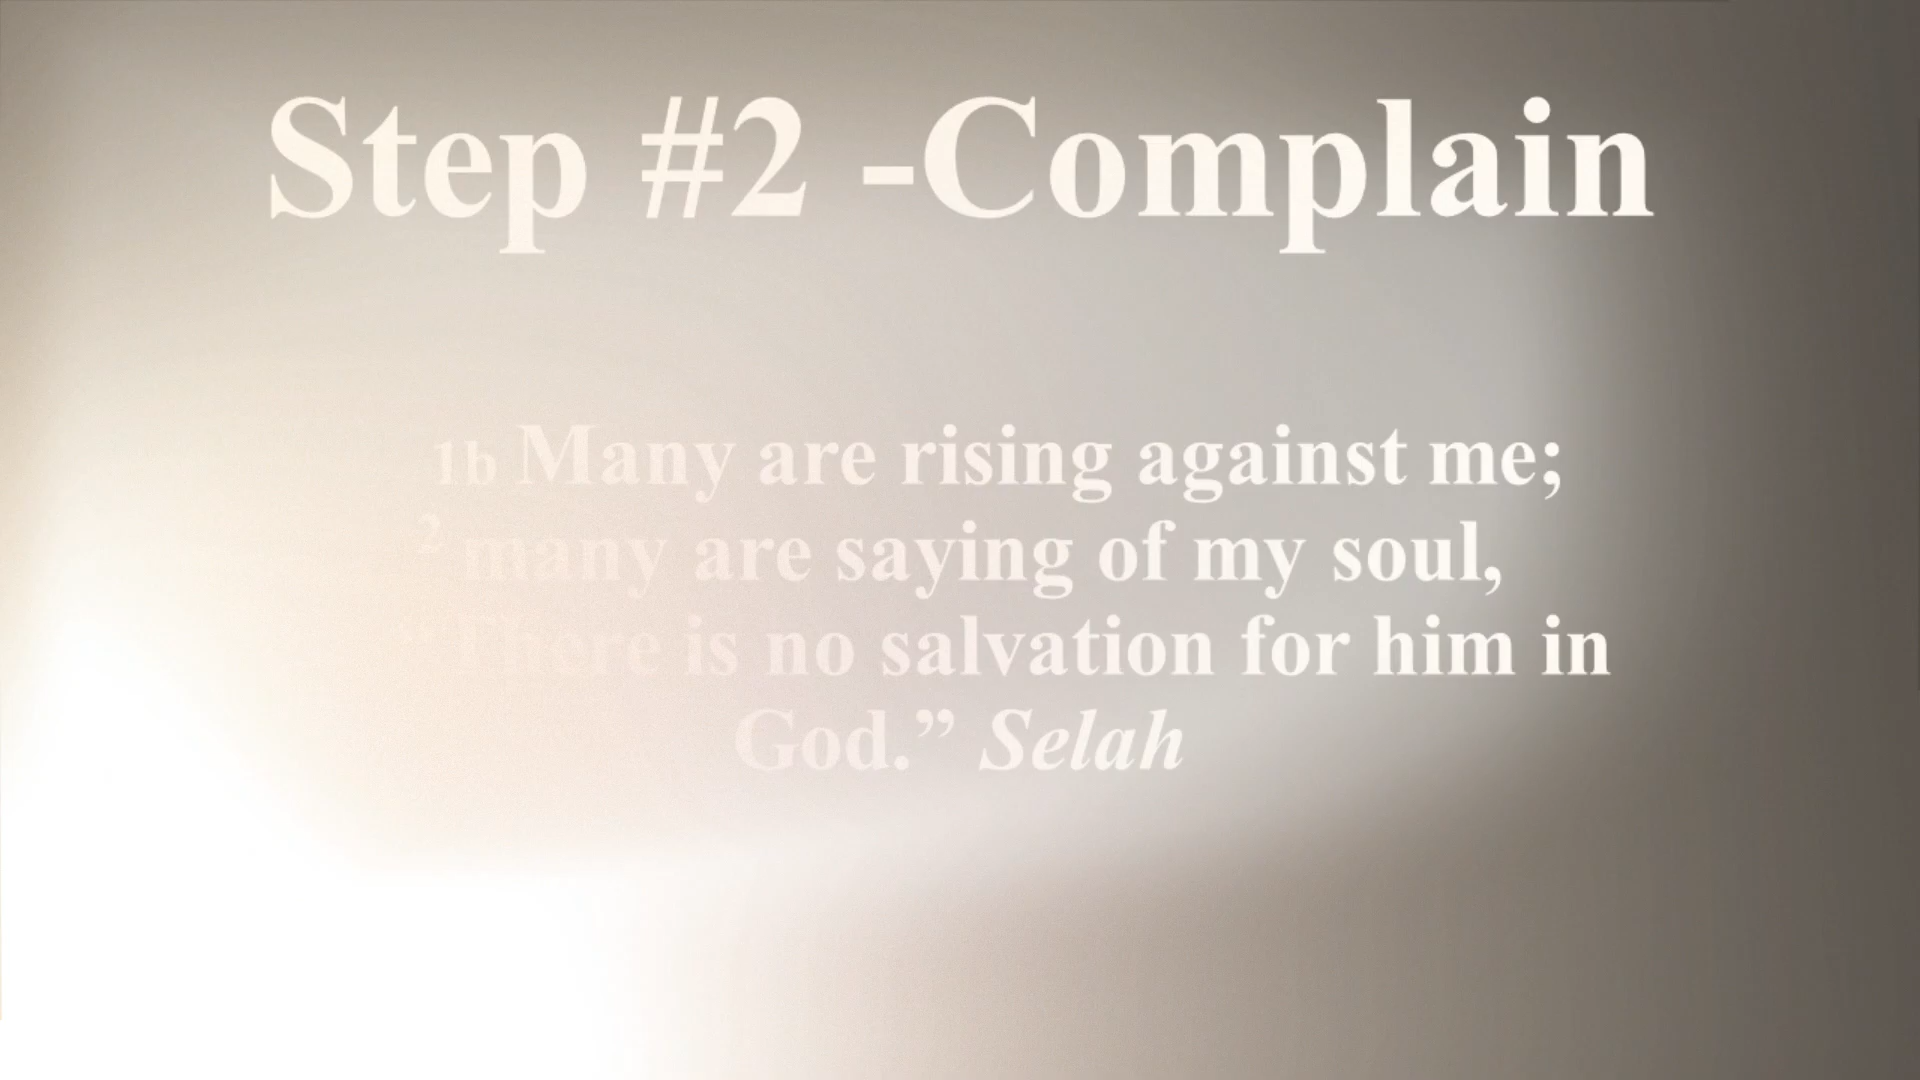 Step #2 -Complain
1b Many are rising against me;
2 many are saying of my soul,
“There is no salvation for him in
God.” Selah